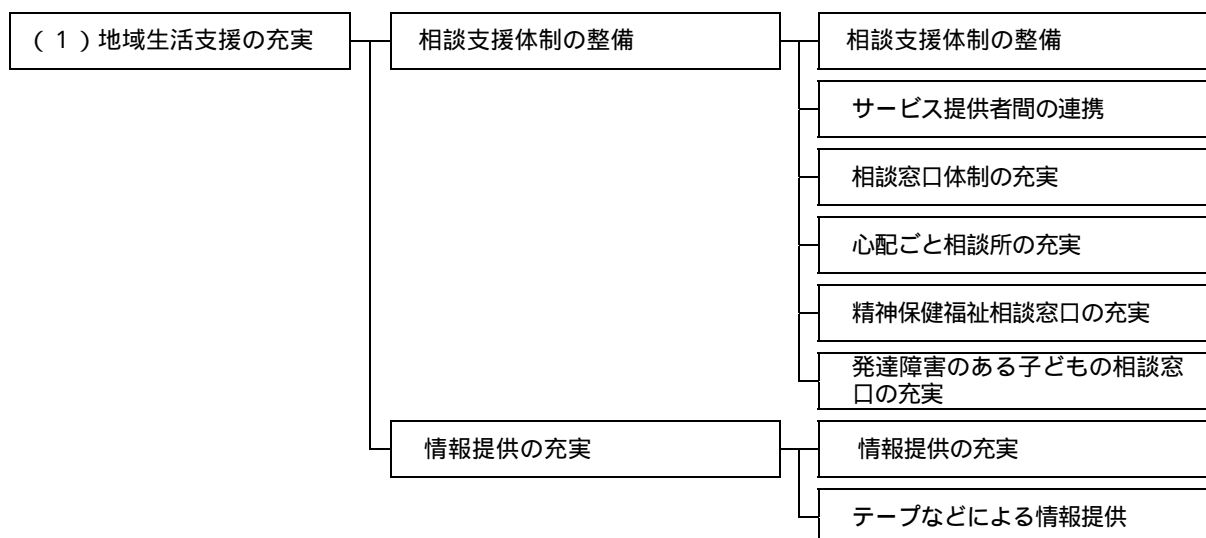 (１)地域生活支援の充実
相談支援体制の整備
相談支援体制の整備
サービス提供者間の連携
相談窓口体制の充実
心配ごと相談所の充実
精神保健福祉相談窓口の充実
発達障害のある子どもの相談窓
口の充実
情報提供の充実
情報提供の充実
テープなどによる情報提供